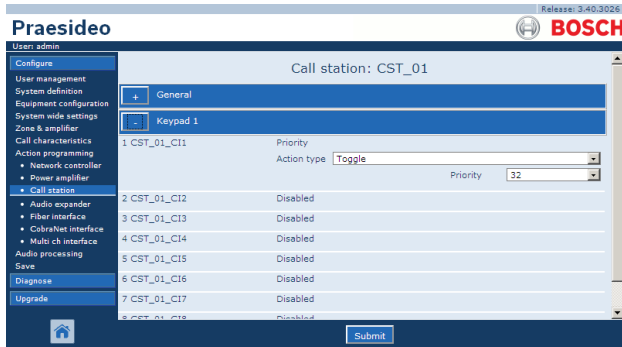 Release: 3.40.3026
Praesideo
BOSCH
User: admin
Configure
User management
System definition
Equipment configuration
System wide settings
Zone & amplifier
Call characteristics
Action programming
• Network controller
• Power amplifier
• Call station
• Audio expander
• Fiber interface
• CobraNet interface
• Multi ch interface
Audio processing
Save
Diagnose
Upgrade
Call station: CST_01
+ General
- Keypad 1
1 CST_01_CI1 Priority
Action type Toggle
Priority 32
2 CST_01_CI2 Disabled
3 CST_01_CI3 Disabled
4 CST_01_CI4 Disabled
5 CST_01_CI5 Disabled
6 CST_01_CI6 Disabled
7 CST_01_CI7 Disabled
8 CST_01_CI8 Disabled
Submit